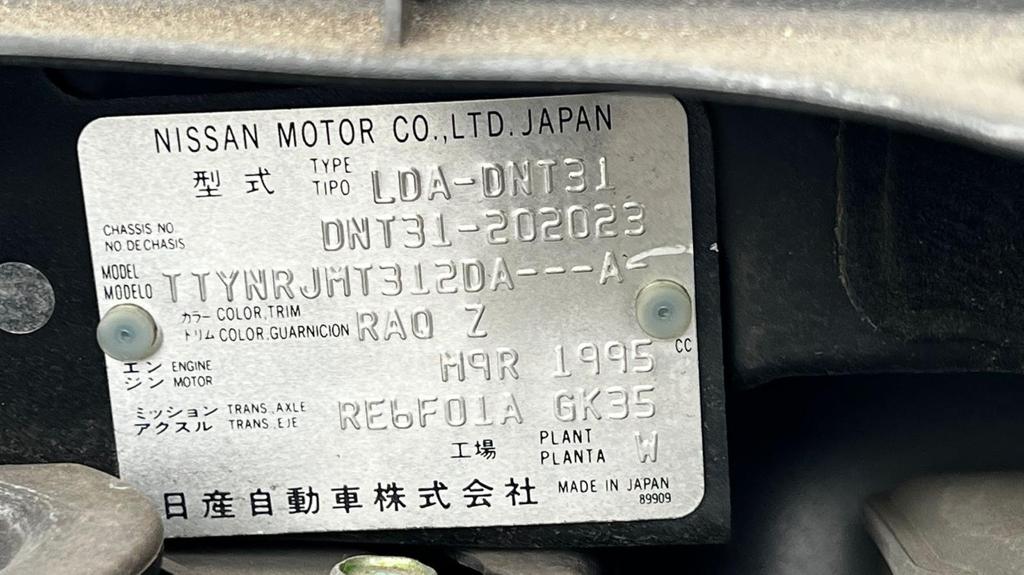 NISSAN MOTOR CO.,LTD. JAPAN
型式 TYPE TIPO LDA-DNT31
CHASSIS NO. NO. DE CHASIS DNT31-202023
MODEL MODELO TTYNRJMT312DA---A-
カラー COLOR, TRIM トリム COLOR, GUARNICION RAQ Z
エンジン ENGINE MOTOR M9R 1995 CC
ミッション アクスル TRANS. AXLE TRANS. EJE RE6F01A GK35
工場 PLANT PLANTA W
日産自動車株式会社 MADE IN JAPAN
89909